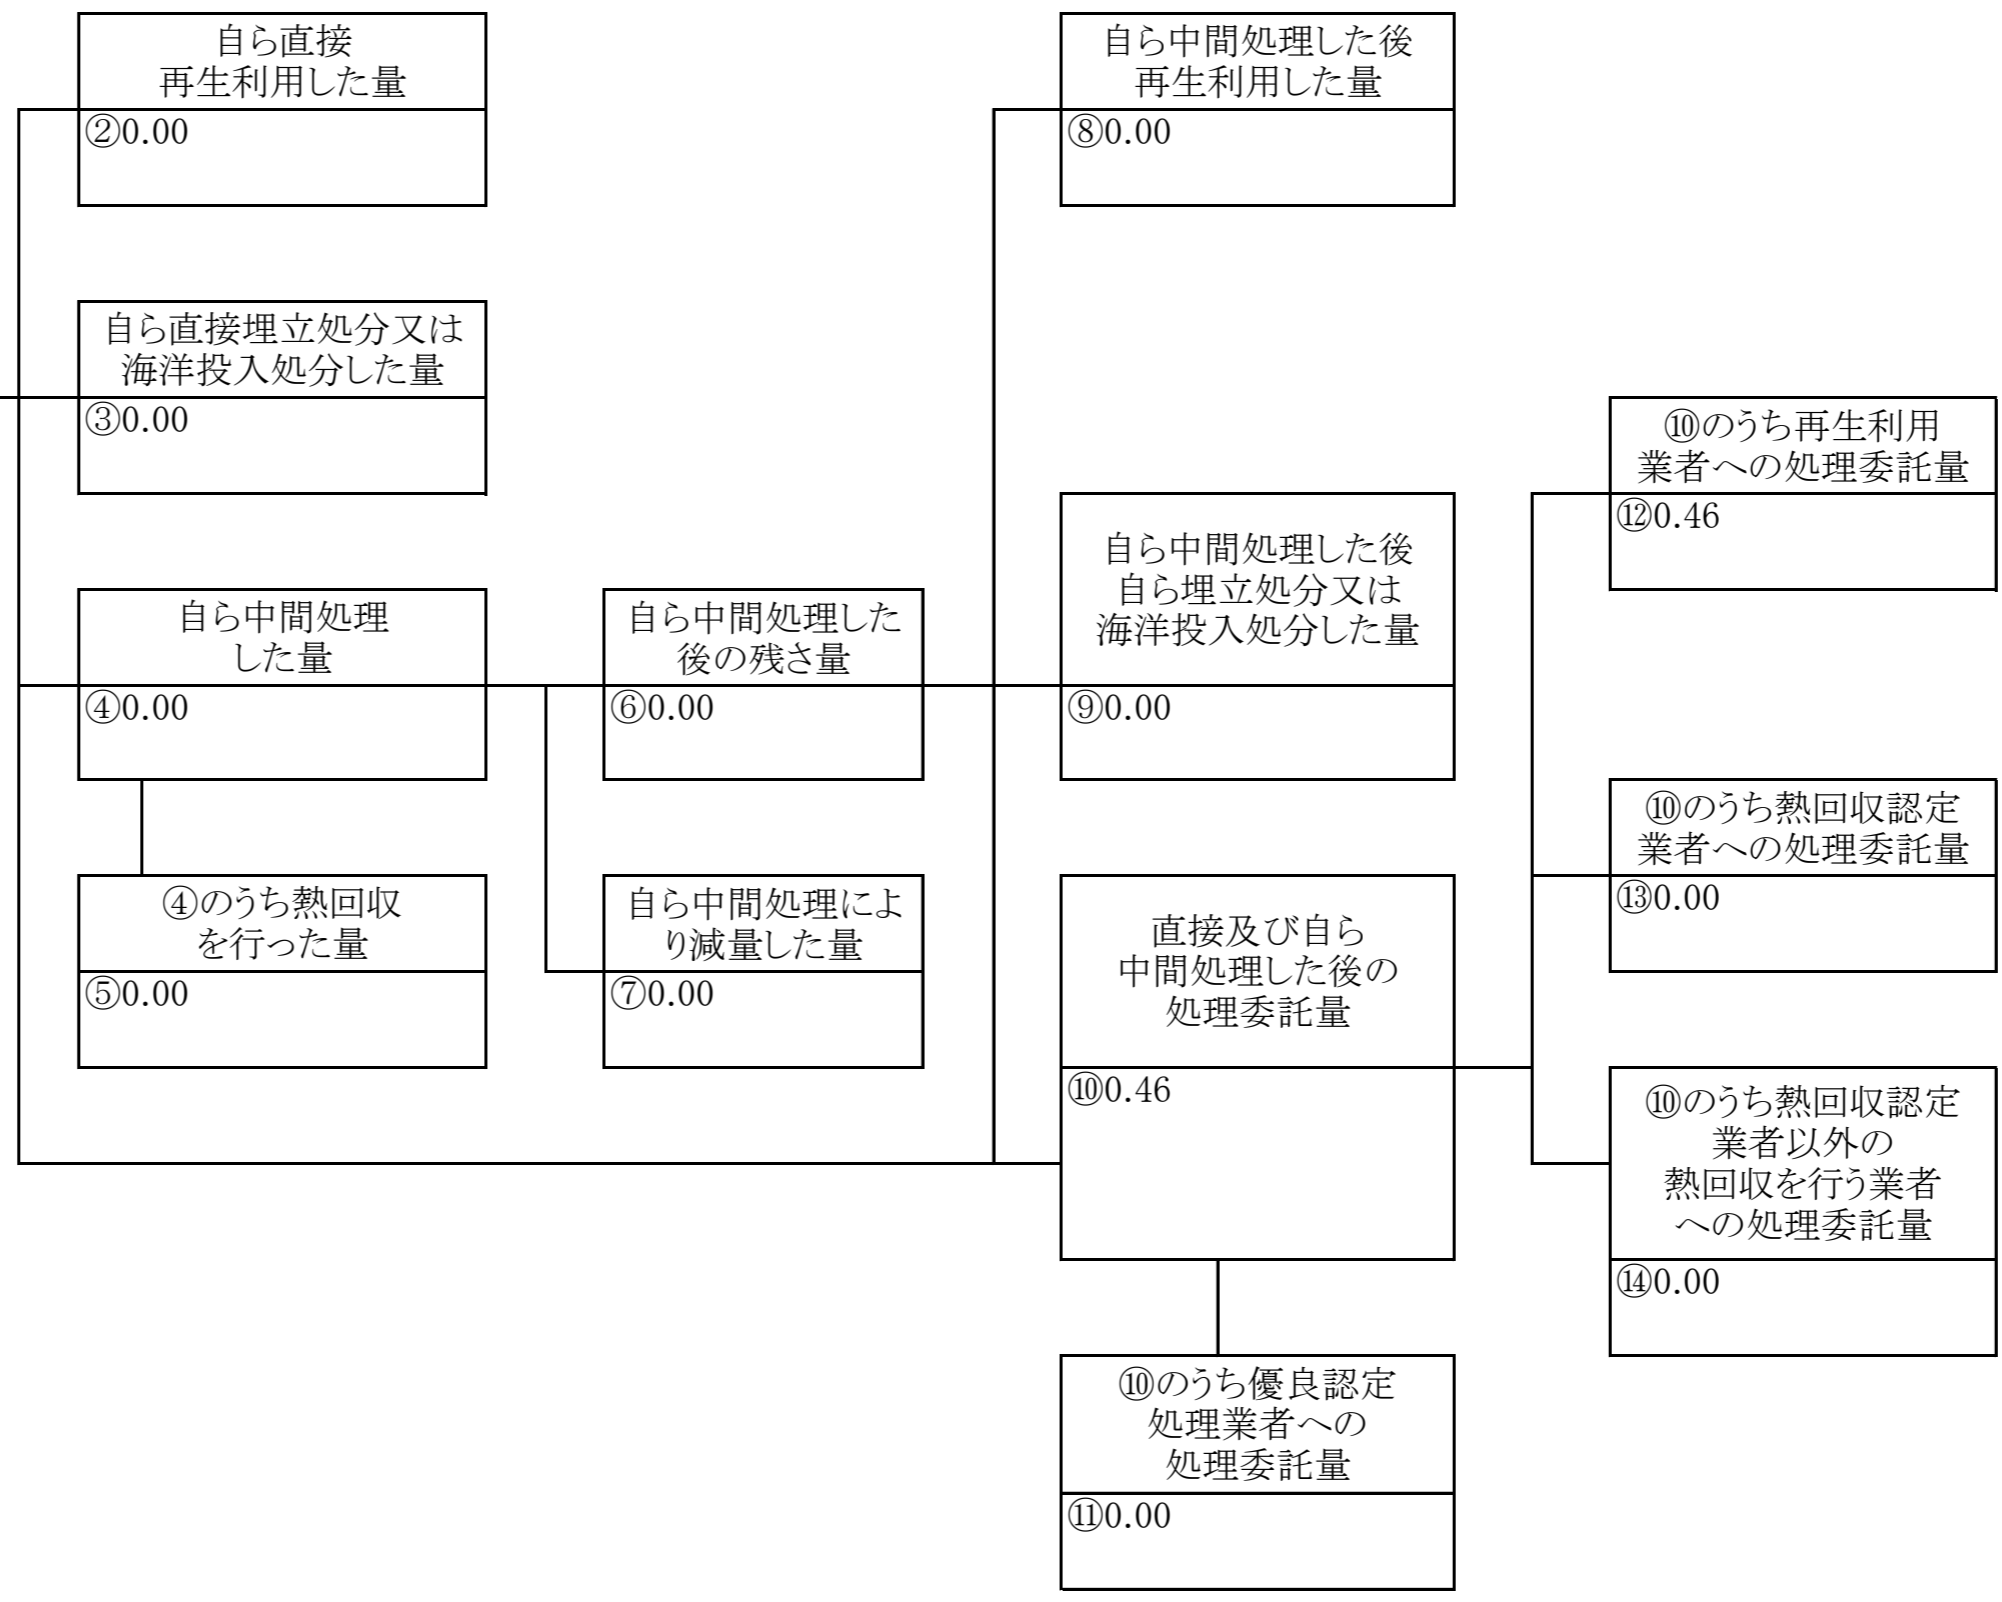 自ら直接
再生利用した量
②0.00
自ら直接埋立処分又は
海洋投入処分した量
③0.00
自ら中間処理
した量
④0.00
④のうち熱回収
を行った量
⑤0.00
自ら中間処理した
後の残さ量
⑥0.00
自ら中間処理によ
り減量した量
⑦0.00
自ら中間処理した後
再生利用した量
⑧0.00
自ら中間処理した後
自ら埋立処分又は
海洋投入処分した量
⑨0.00
直接及び自ら
中間処理した後の
処理委託量
⑩0.46
⑩のうち優良認定
処理業者への
処理委託量
⑪0.00
⑩のうち再生利用
業者への処理委託量
⑫0.46
⑩のうち熱回収認定
業者への処理委託量
⑬0.00
⑩のうち熱回収認定
業者以外の
熱回収を行う業者
への処理委託量
⑭0.00